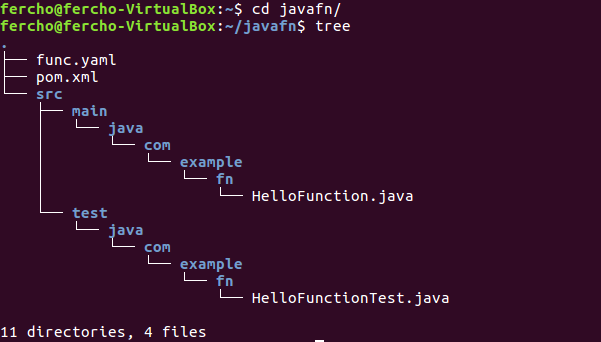 fercho@fercho-VirtualBox:~$ cd javafn/
fercho@fercho-VirtualBox:~/javafn$ tree
.
├── func.yaml
├── pom.xml
└── src
    ├── main
    │   └── java
    │       └── com
    │           └── example
    │               └── fn
    │                   └── HelloFunction.java
    └── test
        └── java
            └── com
                └── example
                    └── fn
                        └── HelloFunctionTest.java
11 directories, 4 files